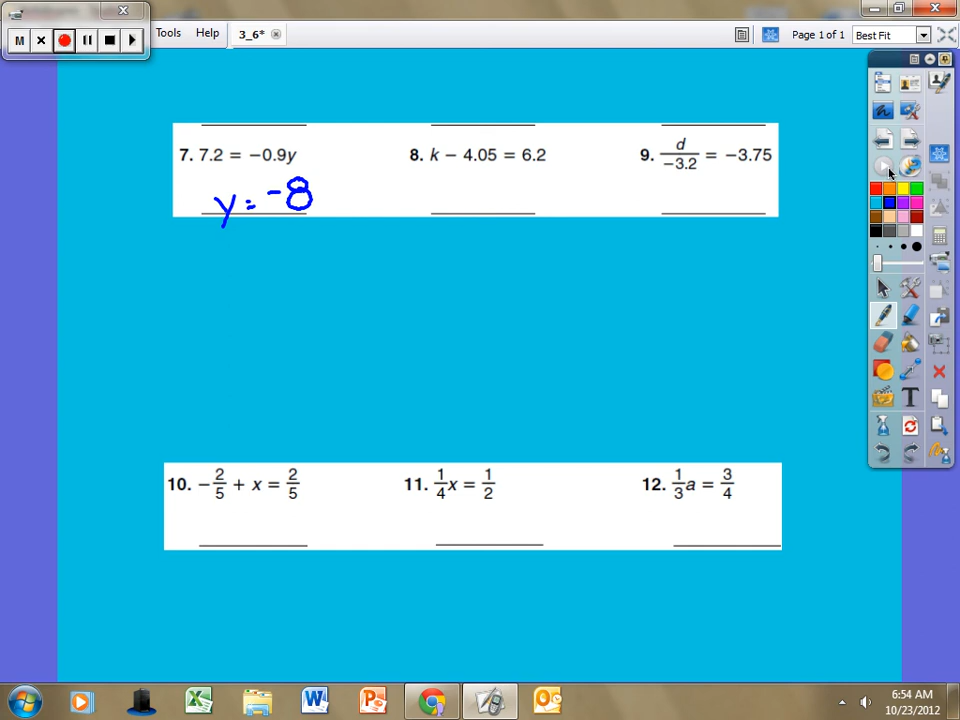 M
Tools Help 3_6* Page 1 of 1 Best Fit
7. 7.2 = −0.9y 8. k − 4.05 = 6.2 9. d/−3.2 = −3.75
y = -8
10. −2/5 + x = 2/5 11. 1/4x = 1/2 12. 1/3a = 3/4
T
6:54 AM
10/23/2012